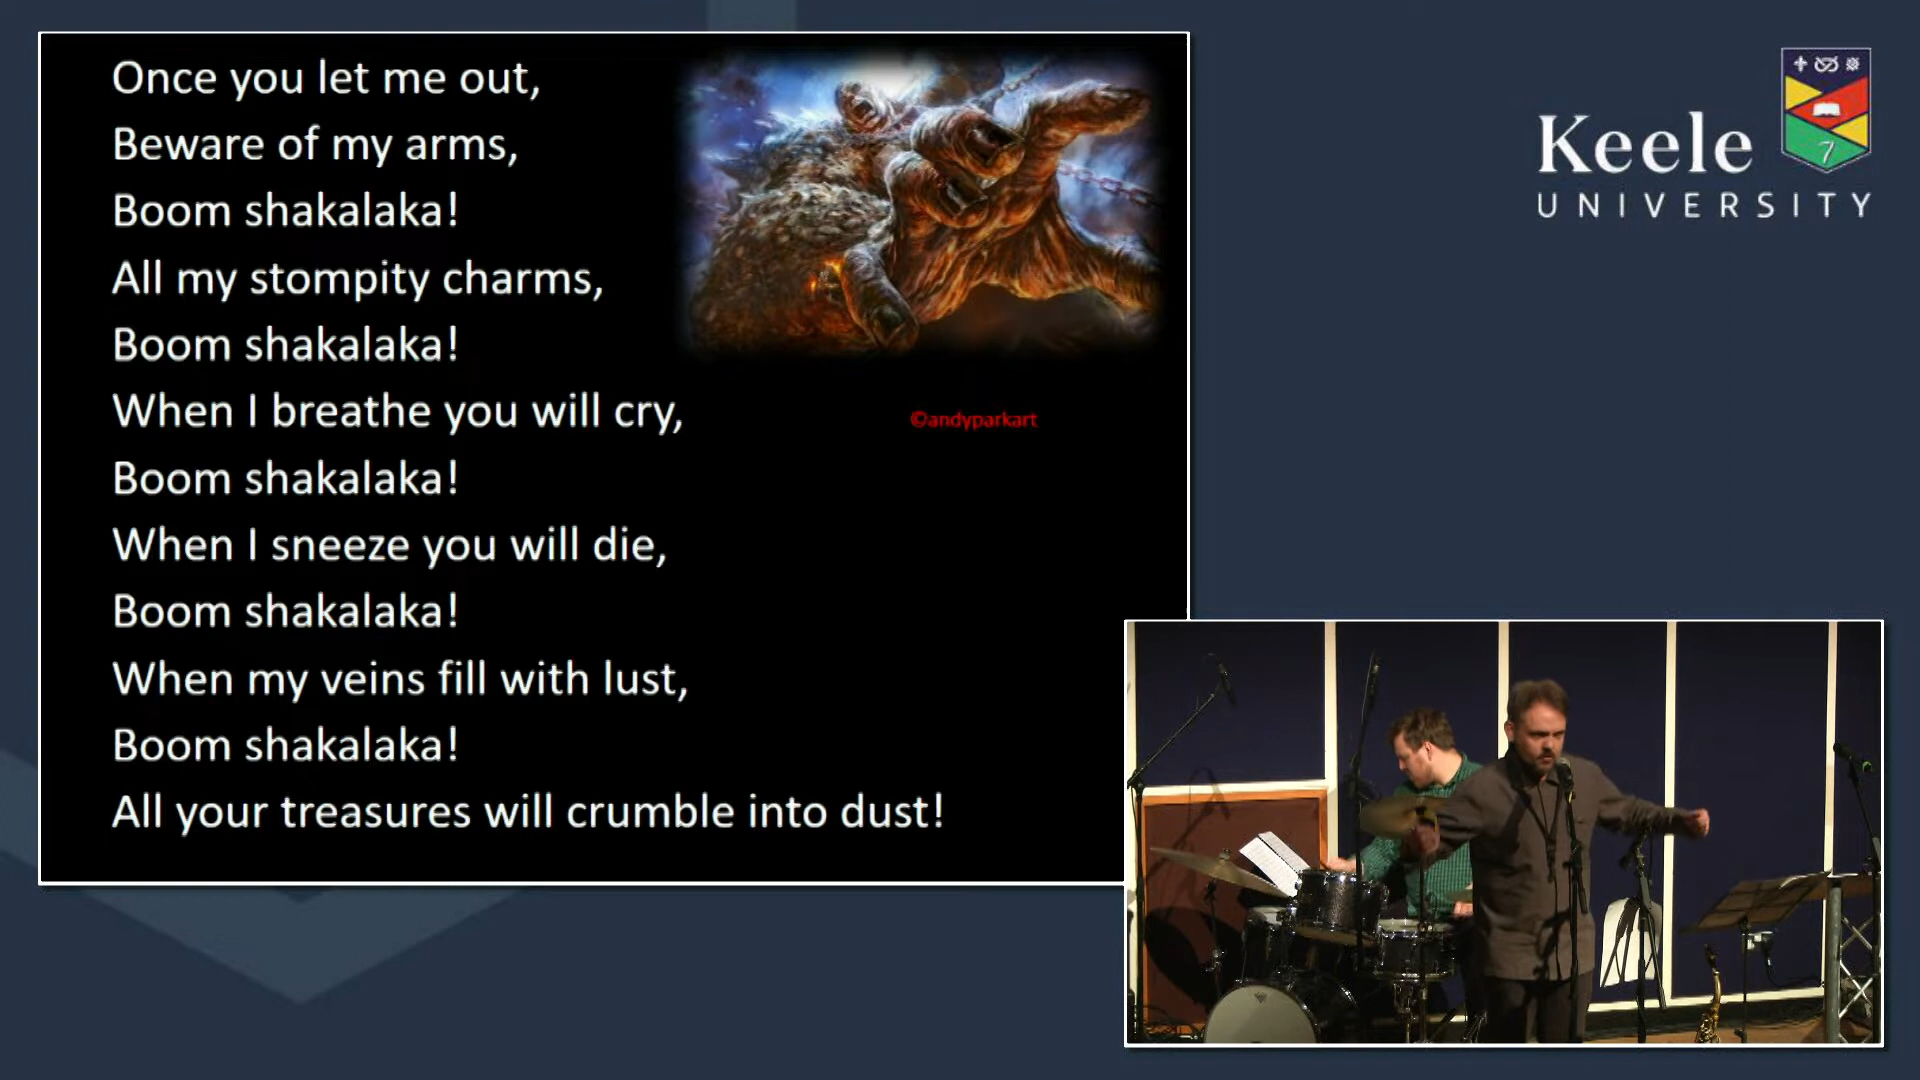 Once you let me out,
Beware of my arms,
Boom shakalaka!
All my stompity charms,
Boom shakalaka!
When I breathe you will cry,
Boom shakalaka!
When I sneeze you will die,
Boom shakalaka!
When my veins fill with lust,
Boom shakalaka!
All your treasures will crumble into dust!
©andyparkart
Keele
UNIVERSITY